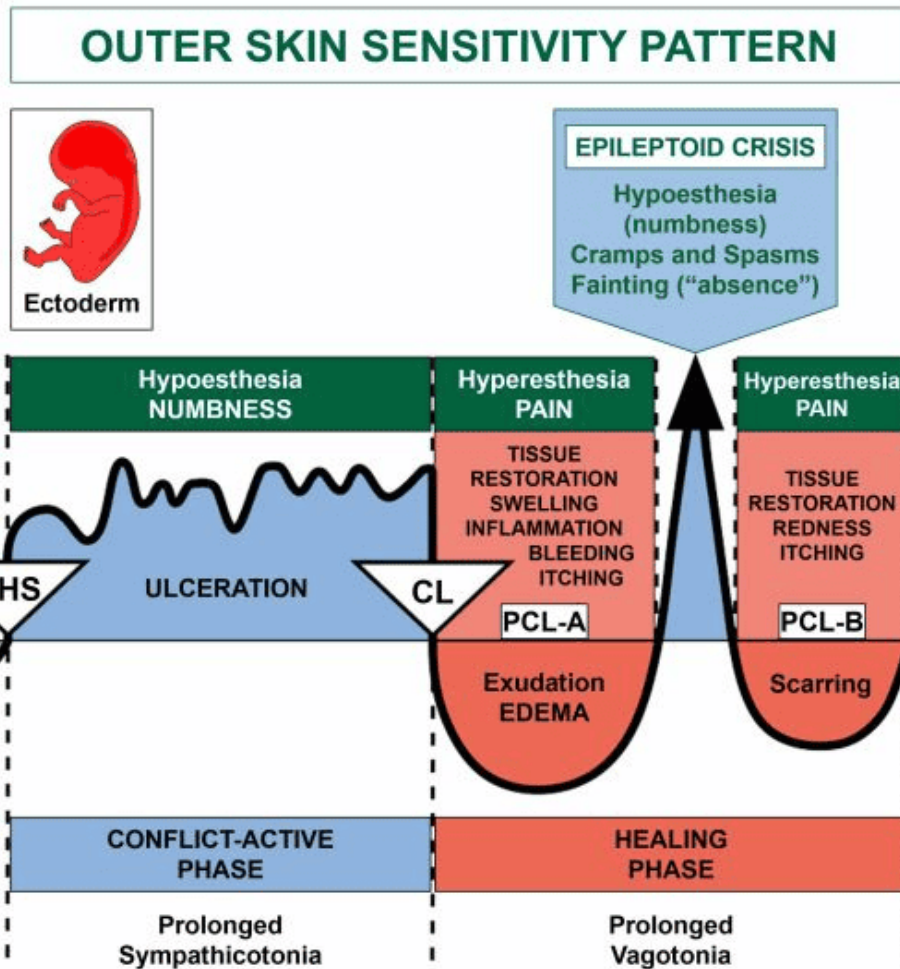 OUTER SKIN SENSITIVITY PATTERN
EPILEPTOID CRISIS
Hypoesthesia
(numbness)
Cramps and Spasms
Fainting (“absence”)
Ectoderm
Hypoesthesia
NUMBNESS
Hyperesthesia
PAIN
Hyperesthesia
PAIN
TISSUE
RESTORATION
SWELLING
INFLAMMATION
BLEEDING
ITCHING
TISSUE
RESTORATION
REDNESS
ITCHING
HS
ULCERATION
CL
PCL-A
PCL-B
Exudation
EDEMA
Scarring
CONFLICT-ACTIVE
PHASE
HEALING
PHASE
Prolonged
Sympathicotonia
Prolonged
Vagotonia